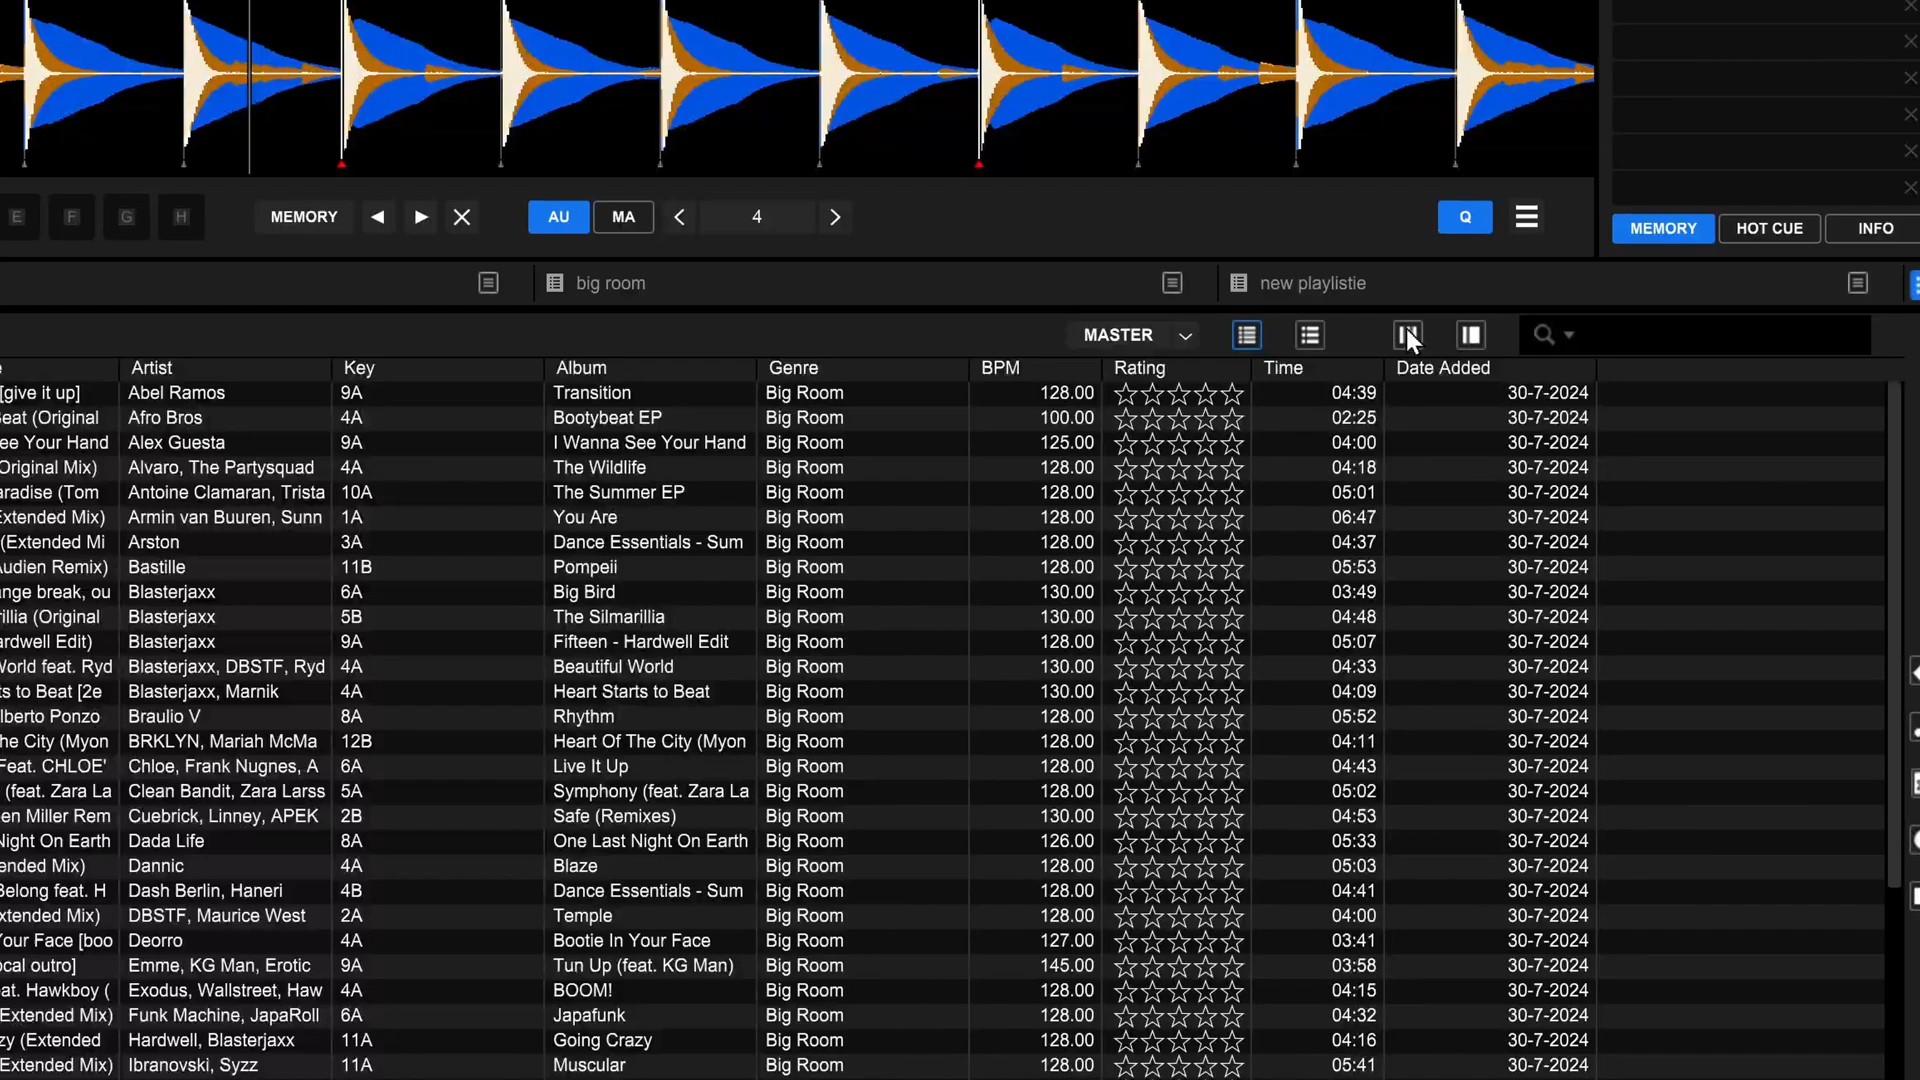 E F G H MEMORY AU MA 4 Q
MEMORY HOT CUE INFO
big room new playlistie
MASTER
e Artist Key Album Genre BPM Rating Time Date Added
[give it up] Abel Ramos 9A Transition Big Room 128.00 04:39 30-7-2024
Beat (Original Afro Bros 4A Bootybeat EP Big Room 100.00 02:25 30-7-2024
ee Your Hand Alex Guesta 9A I Wanna See Your Hand Big Room 125.00 04:00 30-7-2024
Original Mix) Alvaro, The Partysquad 4A The Wildlife Big Room 128.00 04:18 30-7-2024
aradise (Tom Antoine Clamaran, Trista 10A The Summer EP Big Room 128.00 05:01 30-7-2024
Extended Mix) Armin van Buuren, Sunn 1A You Are Big Room 128.00 06:47 30-7-2024
(Extended Mi Arston 3A Dance Essentials - Sum Big Room 128.00 04:37 30-7-2024
Audien Remix) Bastille 11B Pompeii Big Room 128.00 05:53 30-7-2024
ange break, ou Blasterjaxx 6A Big Bird Big Room 130.00 03:49 30-7-2024
rillia (Original Blasterjaxx 5B The Silmarillia Big Room 130.00 04:48 30-7-2024
ardwell Edit) Blasterjaxx 9A Fifteen - Hardwell Edit Big Room 128.00 05:07 30-7-2024
World feat. Ryd Blasterjaxx, DBSTF, Ryd 4A Beautiful World Big Room 130.00 04:33 30-7-2024
ts to Beat [2e Blasterjaxx, Marnik 4A Heart Starts to Beat Big Room 130.00 04:09 30-7-2024
lberto Ponzo Braulio V 8A Rhythm Big Room 128.00 05:52 30-7-2024
he City (Myon BRKLYN, Mariah McMa 12B Heart Of The City (Myon Big Room 128.00 04:11 30-7-2024
Feat. CHLOE' Chloe, Frank Nugnes, A 6A Live It Up Big Room 128.00 04:43 30-7-2024
(feat. Zara La Clean Bandit, Zara Larss 5A Symphony (feat. Zara La Big Room 128.00 05:02 30-7-2024
en Miller Rem Cuebrick, Linney, APEK 2B Safe (Remixes) Big Room 130.00 04:53 30-7-2024
Night On Earth Dada Life 8A One Last Night On Earth Big Room 126.00 05:33 30-7-2024
ended Mix) Dannic 4A Blaze Big Room 128.00 05:03 30-7-2024
Belong feat. H Dash Berlin, Haneri 4B Dance Essentials - Sum Big Room 128.00 04:41 30-7-2024
xtended Mix) DBSTF, Maurice West 2A Temple Big Room 128.00 04:00 30-7-2024
Your Face [boo Deorro 4A Bootie In Your Face Big Room 127.00 03:41 30-7-2024
ocal outro] Emme, KG Man, Erotic 9A Tun Up (feat. KG Man) Big Room 145.00 03:58 30-7-2024
at. Hawkboy ( Exodus, Wallstreet, Haw 4A BOOM! Big Room 128.00 04:15 30-7-2024
Extended Mix) Funk Machine, JapaRoll 6A Japafunk Big Room 128.00 04:32 30-7-2024
zy (Extended Hardwell, Blasterjaxx 11A Going Crazy Big Room 128.00 04:16 30-7-2024
Extended Mix) Ibranovski, Syzz 11A Muscular Big Room 128.00 05:41 30-7-2024